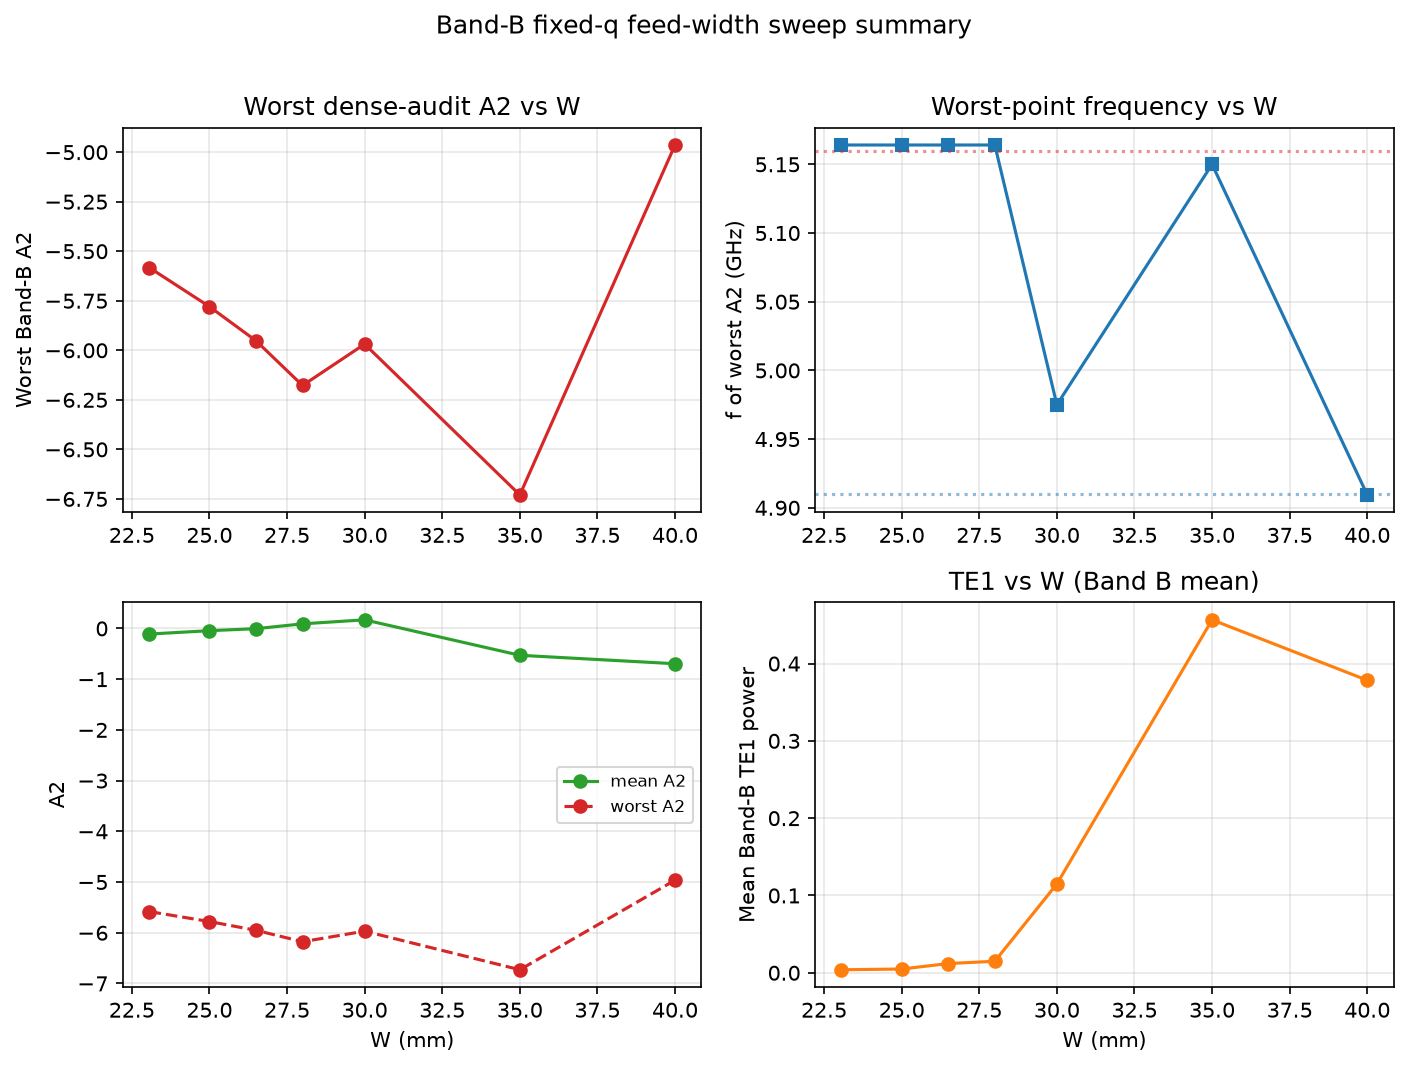 Band-B fixed-q feed-width sweep summary
Worst dense-audit A2 vs W
Worst Band-B A2
−5.00
−5.25
−5.50
−5.75
−6.00
−6.25
−6.50
−6.75
22.5 25.0 27.5 30.0 32.5 35.0 37.5 40.0
Worst-point frequency vs W
f of worst A2 (GHz)
5.15
5.10
5.05
5.00
4.95
4.90
22.5 25.0 27.5 30.0 32.5 35.0 37.5 40.0
A2
0
−1
−2
−3
−4
−5
−6
−7
mean A2
worst A2
22.5 25.0 27.5 30.0 32.5 35.0 37.5 40.0
W (mm)
TE1 vs W (Band B mean)
Mean Band-B TE1 power
0.4
0.3
0.2
0.1
0.0
22.5 25.0 27.5 30.0 32.5 35.0 37.5 40.0
W (mm)